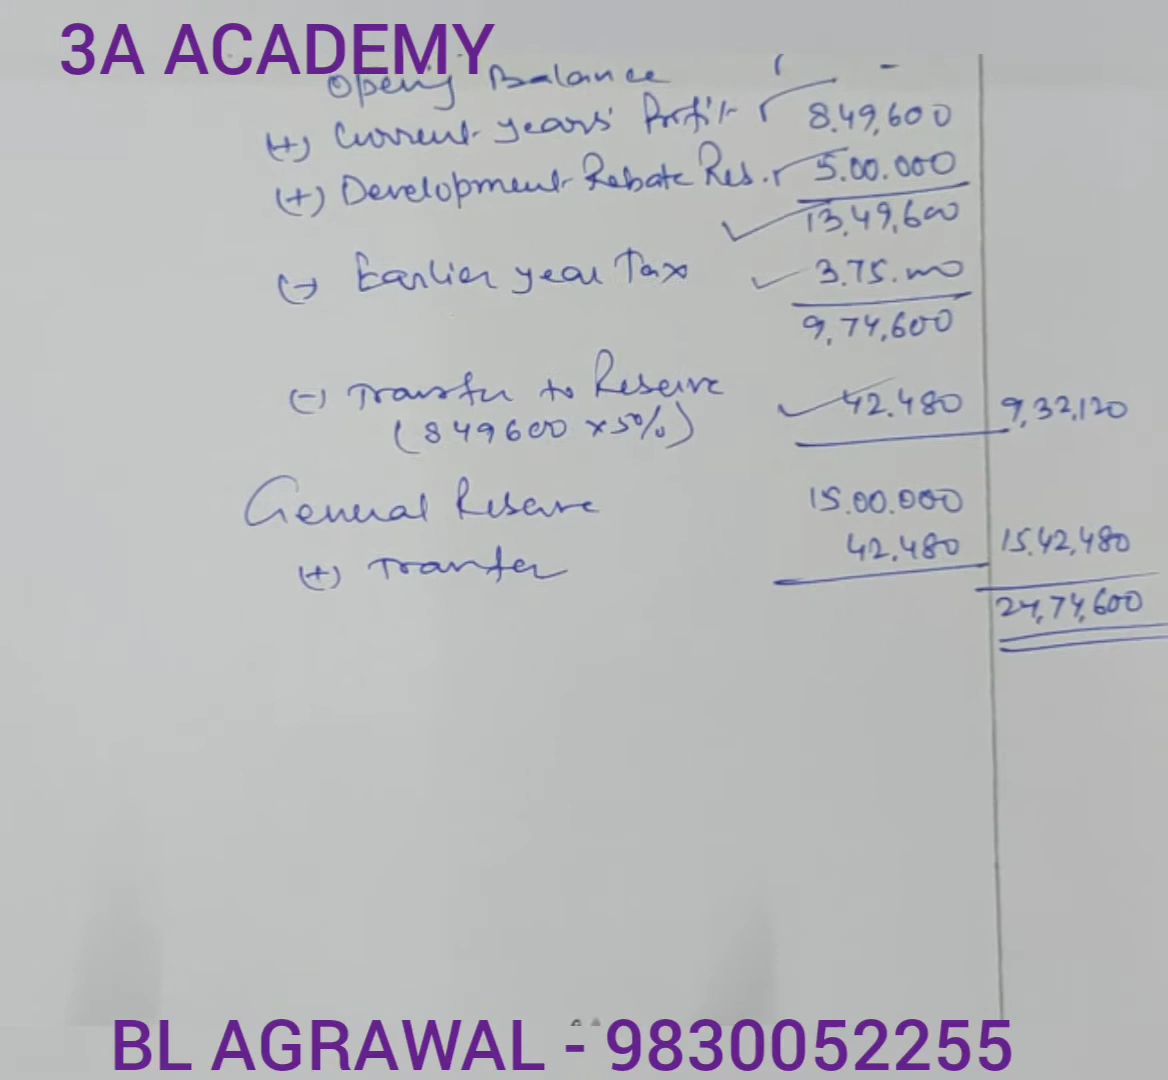 3A ACADEMY
Opening Balance -
(+) Current years' Profit 8,49,600
(+) Development Rebate Res. 5.00.000
13,49,600
(-) Earlier year Tax 3.75.000
9,74,600
(-) Transfer to Reserve 42.480 9,32,120
(849600 x 5%)
General Reserve 15.00.000
(+) Transfer 42.480 15,42,480
24,74,600
BL AGRAWAL - 9830052255